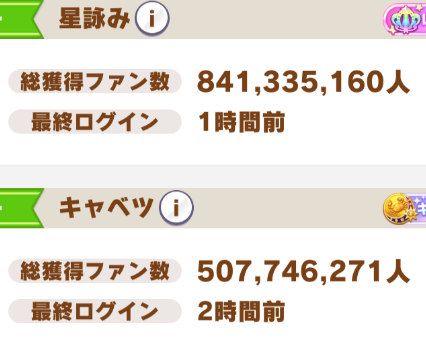 星詠み i
総獲得ファン数 841,335,160人
最終ログイン 1時間前
キャベツ i
総獲得ファン数 507,746,271人
最終ログイン 2時間前